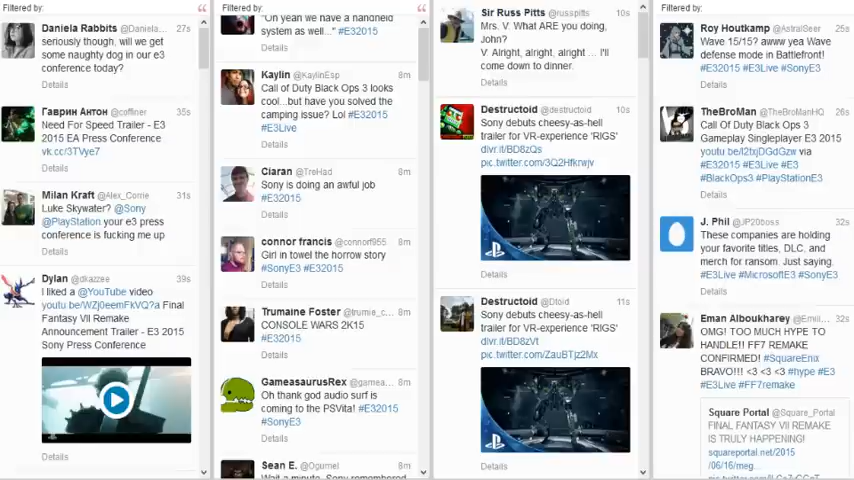 Filtered by:
Daniela Rabbits @Daniela... 27s
seriously though, will we get
some naughty dog in our e3
conference today?
Details
Гаврин Антон @coffiner 35s
Need For Speed Trailer - E3
2015 EA Press Conference
vk.cc/3TVye7
Details
Milan Kraft @Alex_Corrie 31s
Luke Skywater? @Sony
@PlayStation your e3 press
conference is fucking me up
Details
Dylan @dkazzee 39s
I liked a @YouTube video
Final
Fantasy VII Remake
Announcement Trailer - E3 2015
Sony Press Conference
Details
Filtered by:
"Oh yeah we have a handheld
system as well..." #E32015
Details
Kaylin @KaylinEsp 8m
Call of Duty Black Ops 3 looks
cool...but have you solved the
camping issue? Lol #E32015
#E3Live
Details
Ciaran @TreHad 8m
Sony is doing an awful job
#E32015
Details
connor francis @connorf955 8m
Girl in towel the horrow story
#SonyE3 #E32015
Details
Trumaine Foster @trumie_c... 8m
CONSOLE WARS 2K15
#E32015
Details
GameasaurusRex @gamea... 8m
Oh thank god audio surf is
coming to the PSVita! #E32015
#SonyE3
Details
Sean E. @Ogumel 8m
Wait a minute, Sony remembered
Sir Russ Pitts @russpitts 10s
Mrs. V: What ARE you doing,
John?
V: Alright, alright, alright ... I'll
come down to dinner.
Details
Destructoid @destructoid 10s
Sony debuts cheesy-as-hell
trailer for VR-experience 'RIGS'
dlvr.it/BD8zQs
pic.twitter.com/3Q2Hfkrwjv
Details
Destructoid @Dtoid 11s
Sony debuts cheesy-as-hell
trailer for VR-experience 'RIGS'
dlvr.it/BD8zVt
pic.twitter.com/ZauBTjz2Mx
Details
Filtered by:
Roy Houtkamp @AstralSeer 25s
Wave 15/15? awww yea Wave
defense mode in Battlefront!
#E32015 #E3Live #SonyE3
Details
TheBroMan @TheBroManHQ 26s
Call Of Duty Black Ops 3
Gameplay Singleplayer E3 2015
via
#E32015 #E3Live #E3
#BlackOps3 #PlayStationE3
Details
J. Phil @JP20boss 32s
These companies are holding
your favorite titles, DLC, and
merch for ransom. Just saying.
#E3Live #MicrosoftE3 #SonyE3
Details
Eman Alboukharey @Emili... 32s
OMG! TOO MUCH HYPE TO
HANDLE!! FF7 REMAKE
CONFIRMED! #SquareEnix
BRAVO!!! <3 <3 <3 #hype #E3
#E3Live #FF7remake
Square Portal @Square_Portal
FINAL FANTASY VII REMAKE
IS TRULY HAPPENING!
squareportal.net/2015
/06/16/meg...